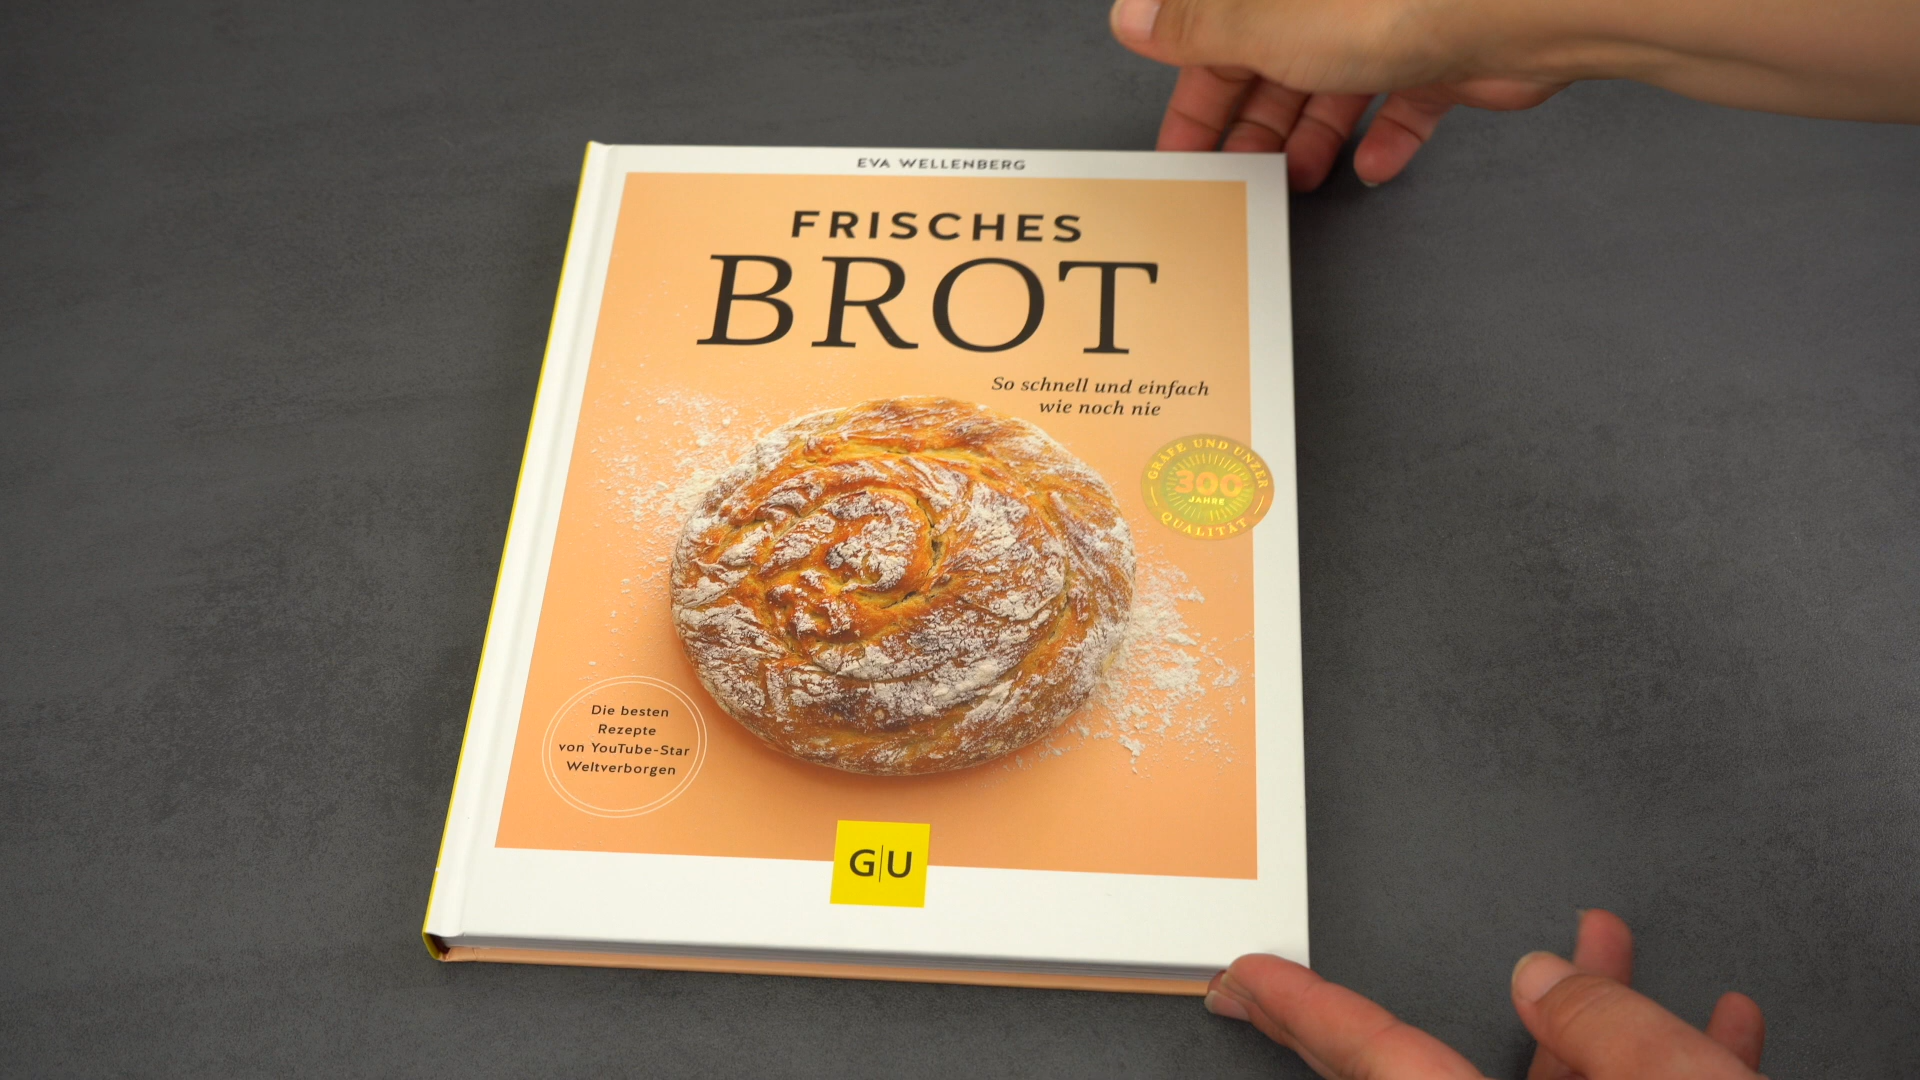 EVA WELLENBERG
FRISCHES
BROT
So schnell und einfach
wie noch nie
GRÄFE UND UNZER
300
JAHRE
QUALITÄT
Die besten
Rezepte
von YouTube-Star
Weltverborgen
G|U